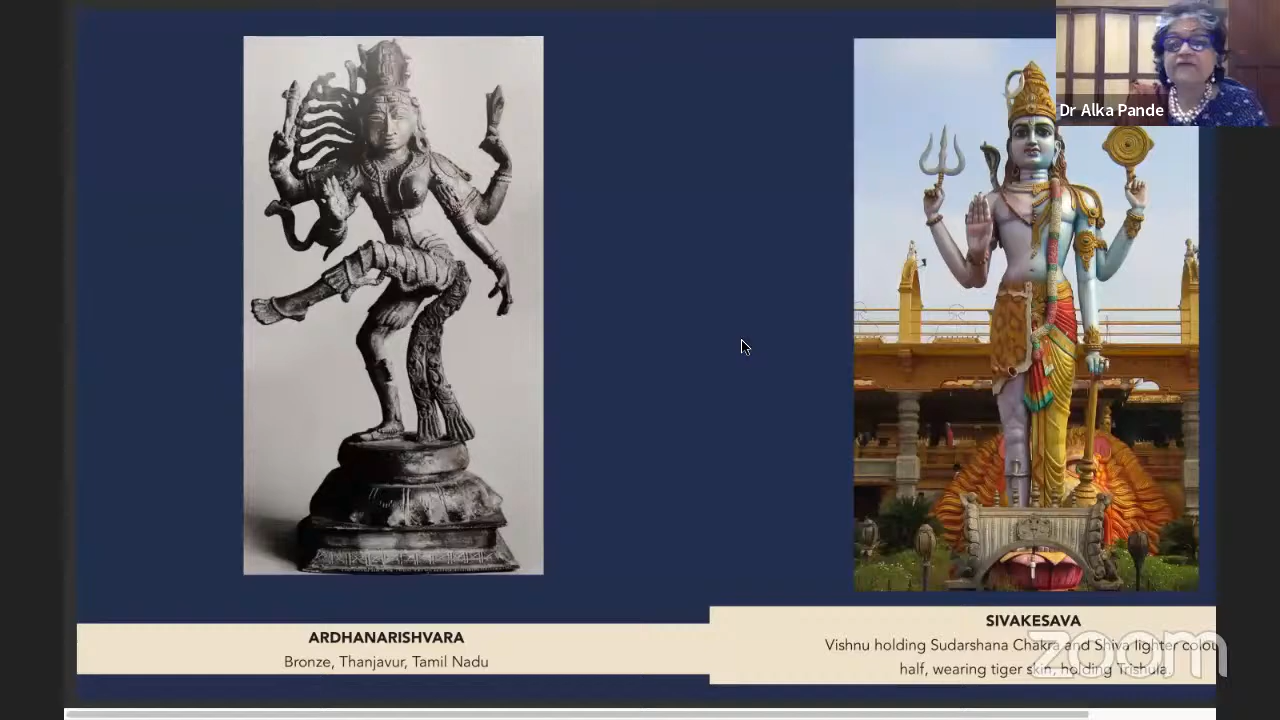 Dr Alka Pande
ARDHANARISHVARA
Bronze, Thanjavur, Tamil Nadu
SIVAKESAVA
Vishnu holding Sudarshana Chakra and Shiva lighter colou
half, wearing tiger skin, holding Trishula.
zoom